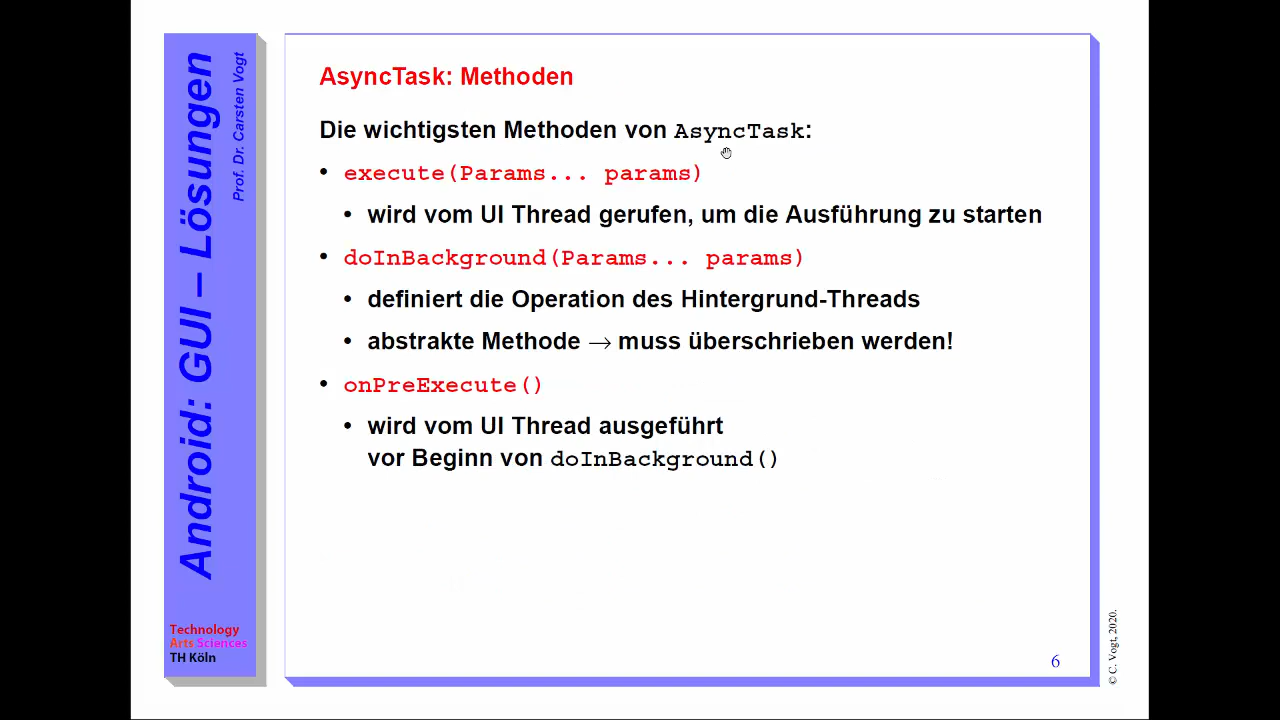 Android: GUI – Lösungen
Prof. Dr. Carsten Vogt
Technology
Arts Sciences
TH Köln
AsyncTask: Methoden
Die wichtigsten Methoden von AsyncTask:
• execute(Params... params)
• wird vom UI Thread gerufen, um die Ausführung zu starten
• doInBackground(Params... params)
• definiert die Operation des Hintergrund-Threads
• abstrakte Methode → muss überschrieben werden!
• onPreExecute()
• wird vom UI Thread ausgeführt
vor Beginn von doInBackground()
6
© C. Vogt, 2020.